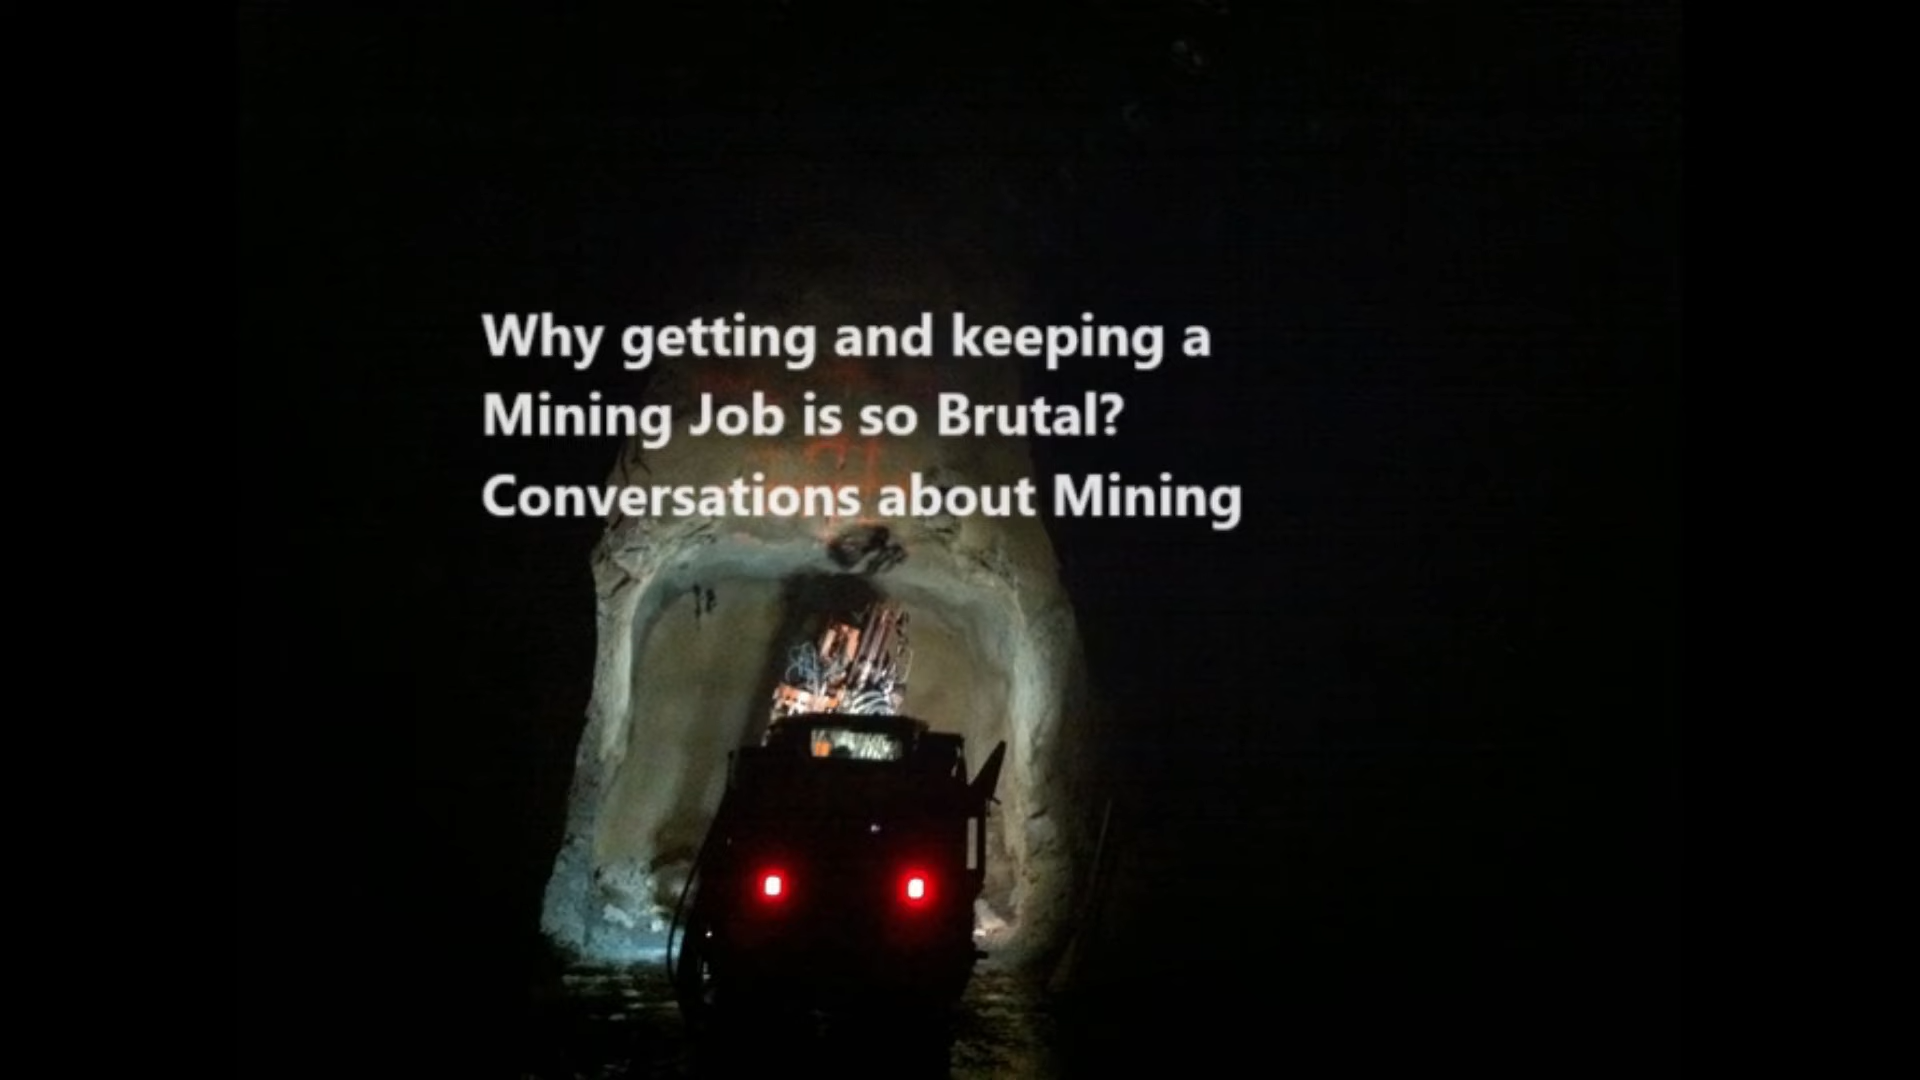 Why getting and keeping a
Mining Job is so Brutal?
Conversations about Mining